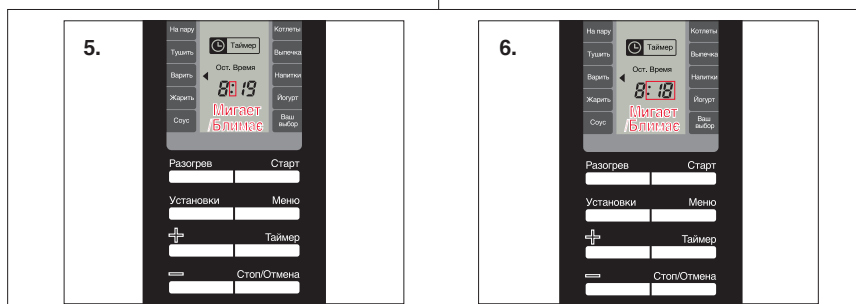 5.
На пару Котлеты
Таймер
Тушить Выпечка
Ост. Время
Варить Напитки
8:19
Жарить Йогурт
Мигает
/Блимає
Соус Ваш выбор
Разогрев Старт
Установки Меню
+ Таймер
– Стоп/Отмена
6.
На пару Котлеты
Таймер
Тушить Выпечка
Ост. Время
Варить Напитки
8:18
Жарить Йогурт
Мигает
/Блимає
Соус Ваш выбор
Разогрев Старт
Установки Меню
+ Таймер
– Стоп/Отмена